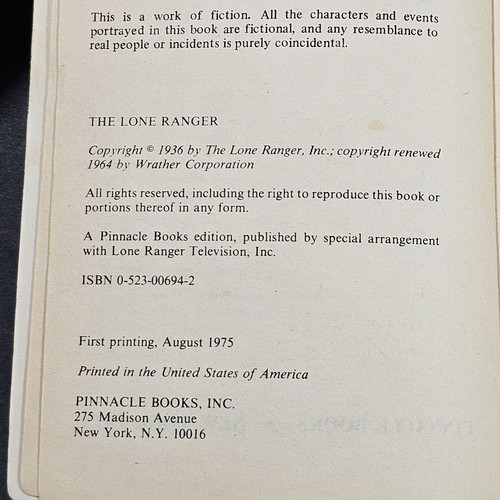 This is a work of fiction. All the characters and events
portrayed in this book are fictional, and any resemblance to
real people or incidents is purely coincidental.
THE LONE RANGER
Copyright © 1936 by The Lone Ranger, Inc.; copyright renewed
1964 by Wrather Corporation
All rights reserved, including the right to reproduce this book or
portions thereof in any form.
A Pinnacle Books edition, published by special arrangement
with Lone Ranger Television, Inc.
ISBN 0-523-00694-2
First printing, August 1975
Printed in the United States of America
PINNACLE BOOKS, INC.
275 Madison Avenue
New York, N.Y. 10016